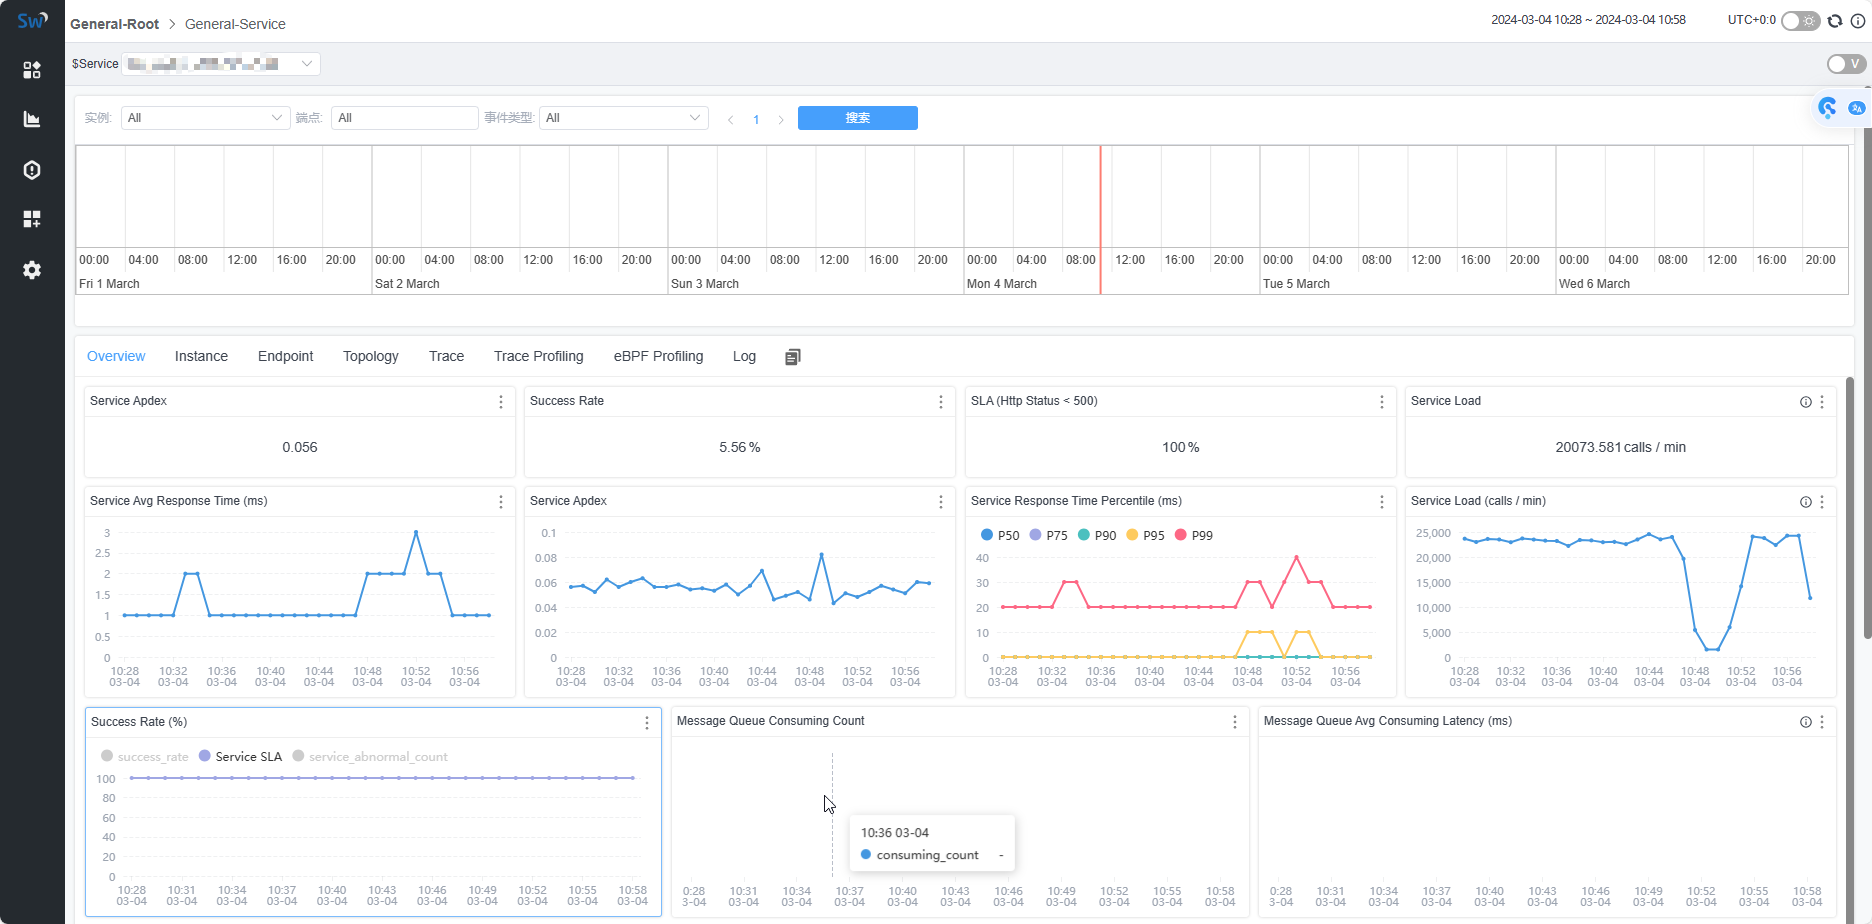 Sw
General-Root > General-Service
2024-03-04 10:28 ~ 2024-03-04 10:58
UTC+0:0
$Service
V
实例: All
端点: All
事件类型: All
1
搜索
00:00 04:00 08:00 12:00 16:00 20:00 00:00 04:00 08:00 12:00 16:00 20:00 00:00 04:00 08:00 12:00 16:00 20:00 00:00 04:00 08:00 12:00 16:00 20:00 00:00 04:00 08:00 12:00 16:00 20:00 00:00 04:00 08:00 12:00 16:00 20:00
Fri 1 March Sat 2 March Sun 3 March Mon 4 March Tue 5 March Wed 6 March
Overview Instance Endpoint Topology Trace Trace Profiling eBPF Profiling Log
Service Apdex
0.056
Success Rate
5.56 %
SLA (Http Status < 500)
100 %
Service Load
20073.581 calls / min
Service Avg Response Time (ms)
3
2.5
2
1.5
1
0.5
0
10:28 10:32 10:36 10:40 10:44 10:48 10:52 10:56
03-04 03-04 03-04 03-04 03-04 03-04 03-04 03-04
Service Apdex
0.1
0.08
0.06
0.04
0.02
0
10:28 10:32 10:36 10:40 10:44 10:48 10:52 10:56
03-04 03-04 03-04 03-04 03-04 03-04 03-04 03-04
Service Response Time Percentile (ms)
P50 P75 P90 P95 P99
40
30
20
10
0
10:28 10:32 10:36 10:40 10:44 10:48 10:52 10:56
03-04 03-04 03-04 03-04 03-04 03-04 03-04 03-04
Service Load (calls / min)
25,000
20,000
15,000
10,000
5,000
0
10:28 10:32 10:36 10:40 10:44 10:48 10:52 10:56
03-04 03-04 03-04 03-04 03-04 03-04 03-04 03-04
Success Rate (%)
success_rate Service SLA service_abnormal_count
100
80
60
40
20
0
10:28 10:31 10:34 10:37 10:40 10:43 10:46 10:49 10:52 10:55 10:58
03-04 03-04 03-04 03-04 03-04 03-04 03-04 03-04 03-04 03-04 03-04
Message Queue Consuming Count
10:36 03-04
consuming_count -
0:28 10:31 10:34 10:37 10:40 10:43 10:46 10:49 10:52 10:55 10:58
3-04 03-04 03-04 03-04 03-04 03-04 03-04 03-04 03-04 03-04 03-04
Message Queue Avg Consuming Latency (ms)
0:28 10:31 10:34 10:37 10:40 10:43 10:46 10:49 10:52 10:55 10:58
3-04 03-04 03-04 03-04 03-04 03-04 03-04 03-04 03-04 03-04 03-04